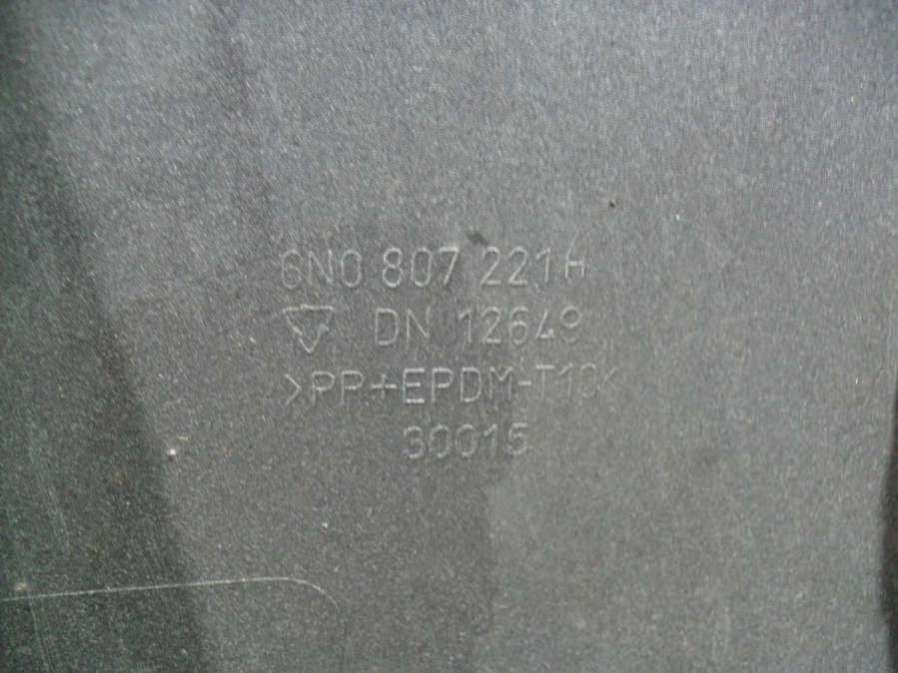 6N0 807 221H
DN 12649
>PP+EPDM-T10<
30015